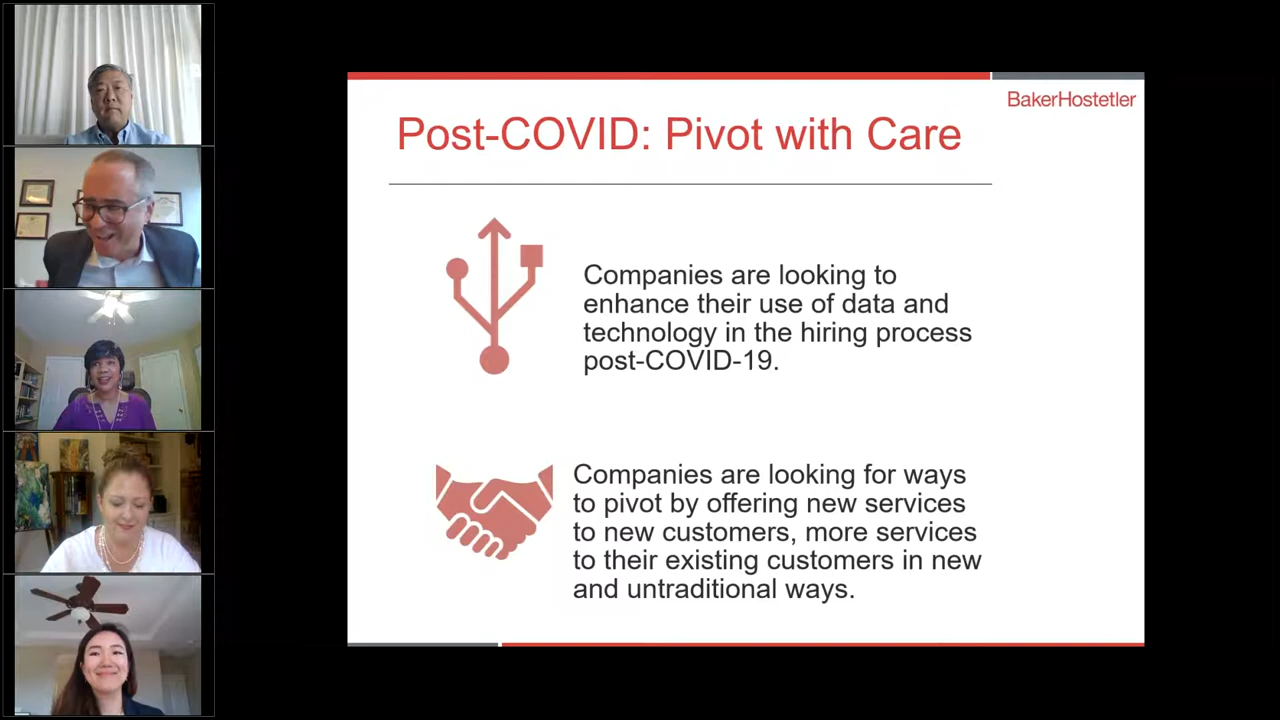 BakerHostetler
Post-COVID: Pivot with Care
Companies are looking to
enhance their use of data and
technology in the hiring process
post-COVID-19.
Companies are looking for ways
to pivot by offering new services
to new customers, more services
to their existing customers in new
and untraditional ways.